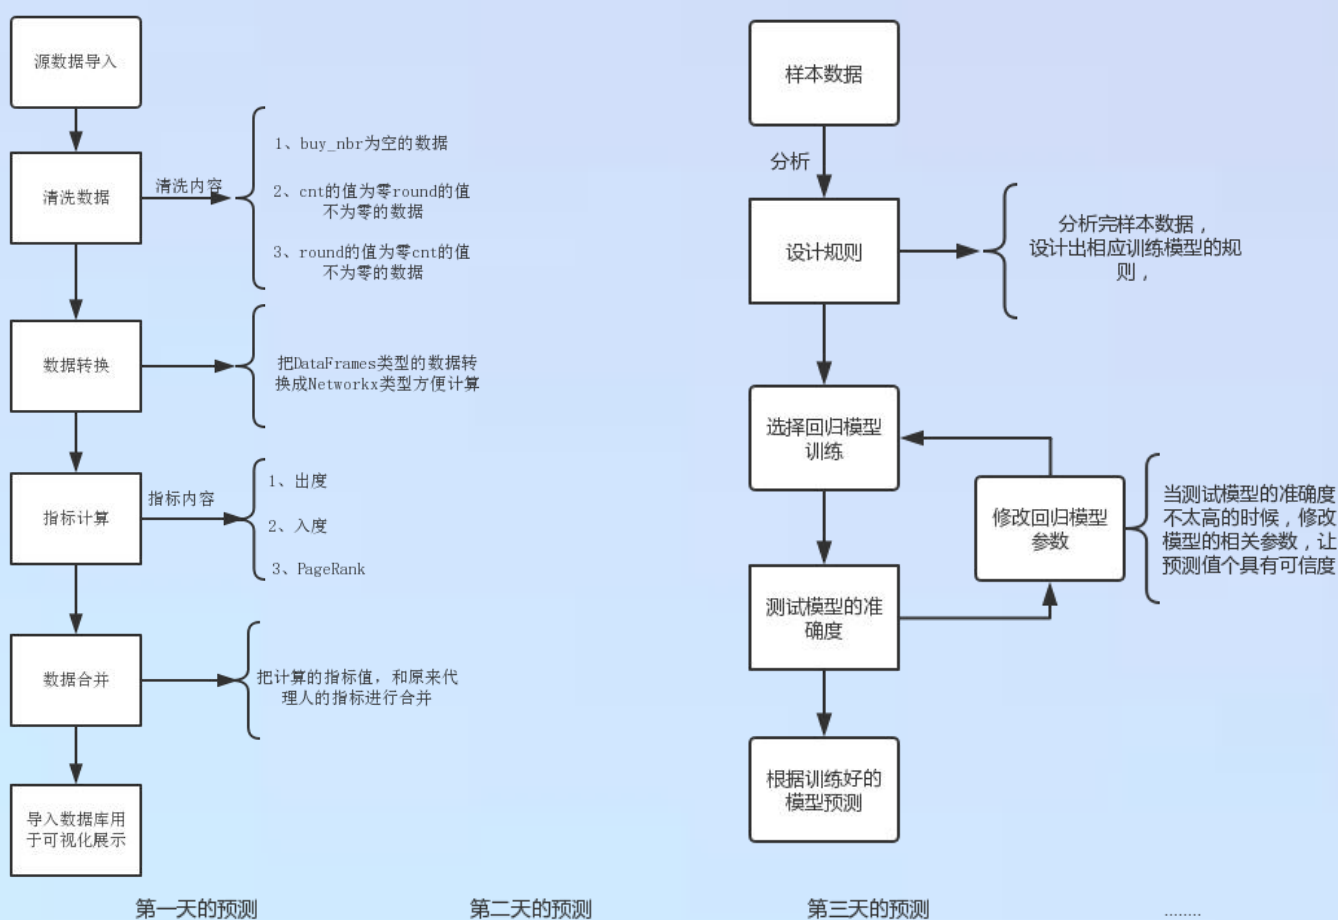 源数据导入
清洗数据
清洗内容
1、buy_nbr为空的数据
2、cnt的值为零round的值
不为零的数据
3、round的值为零cnt的值
不为零的数据
数据转换
把DataFrames类型的数据转
换成Networkx类型方便计算
指标计算
指标内容
1、出度
2、入度
3、PageRank
数据合并
把计算的指标值，和原来代
理人的指标进行合并
导入数据库用
于可视化展示
样本数据
分析
设计规则
分析完样本数据，
设计出相应训练模型的规
则，
选择回归模型
训练
修改回归模型
参数
当测试模型的准确度
不太高的时候，修改
模型的相关参数，让
预测值个具有可信度
测试模型的准
确度
根据训练好的
模型预测
第一天的预测
第二天的预测
第三天的预测
........